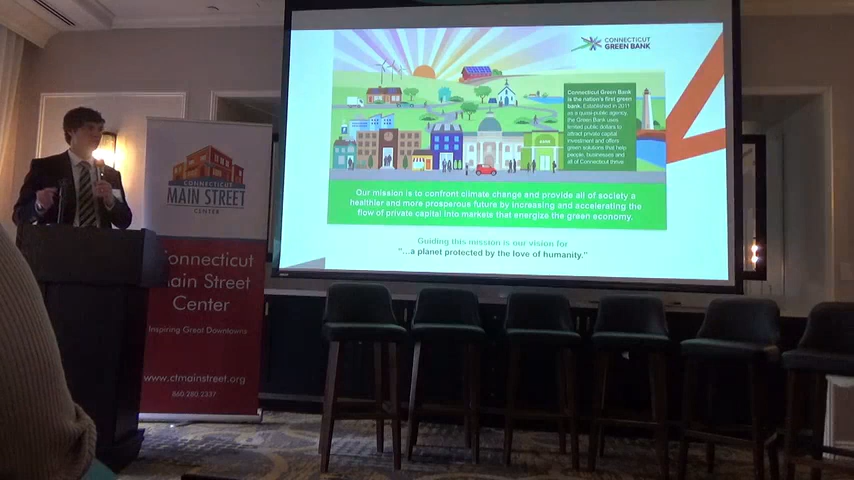 CONNECTICUT
GREEN BANK
Connecticut Green Bank
is the nation's first green
bank. Established in 2011
as a quasi-public agency,
the Green Bank uses
limited public dollars to
attract private capital
investment and offers
green solutions that help
people, businesses and
all of Connecticut thrive.
BANK
Our mission is to confront climate change and provide all of society a
healthier and more prosperous future by increasing and accelerating the
flow of private capital into markets that energize the green economy.
Guiding this mission is our vision for
"...a planet protected by the love of humanity."
CONNECTICUT
MAIN STREET
CENTER
Connecticut
Main Street
Center
Inspiring Great Downtowns
www.ctmainstreet.org
860.280.2337